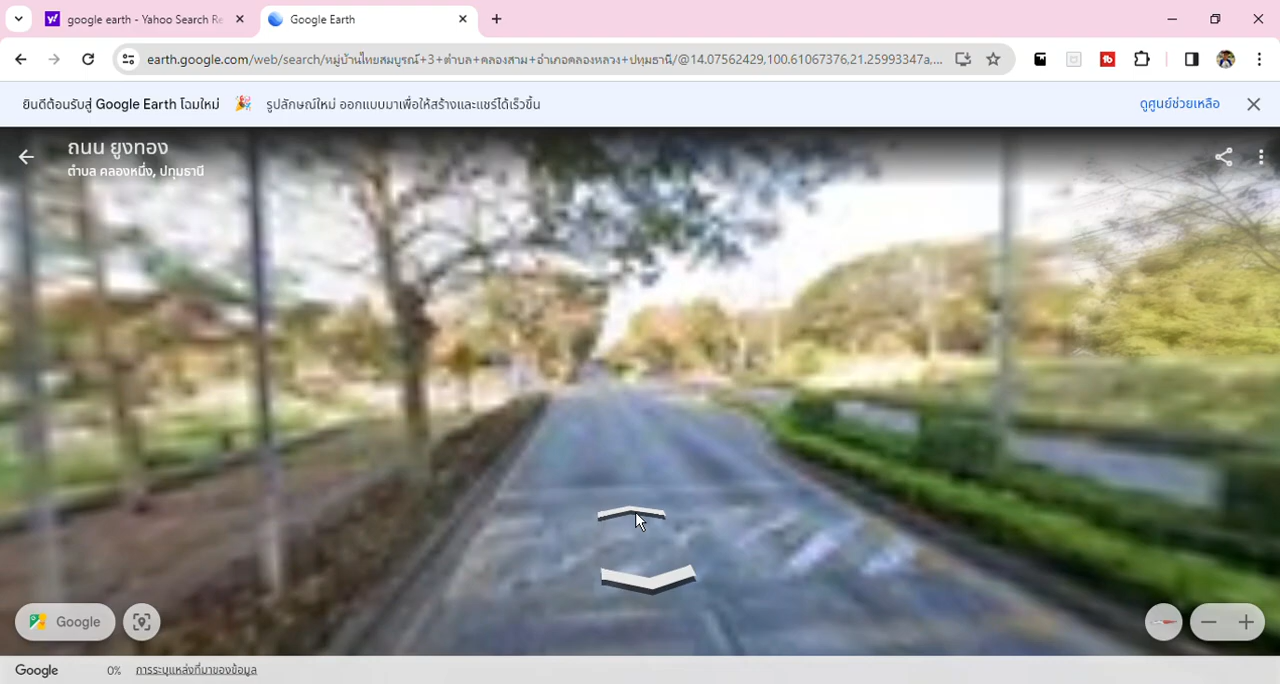 google earth - Yahoo Search Re
Google Earth
earth.google.com/web/search/หมู่บ้านไทยสมบูรณ์+3+ตำบล+คลองสาม+อำเภอคลองหลวง+ปทุมธานี/@14.07562429,100.61067376,21.25993347a,...
ยินดีต้อนรับสู่ Google Earth โฉมใหม่ 🎉 รูปลักษณ์ใหม่ ออกแบบมาเพื่อให้สร้างและแชร์ได้เร็วขึ้น
ดูศูนย์ช่วยเหลือ
ถนน ยูงทอง
ตำบล คลองหนึ่ง, ปทุมธานี
Google
Google 0% การระบุแหล่งที่มาของข้อมูล